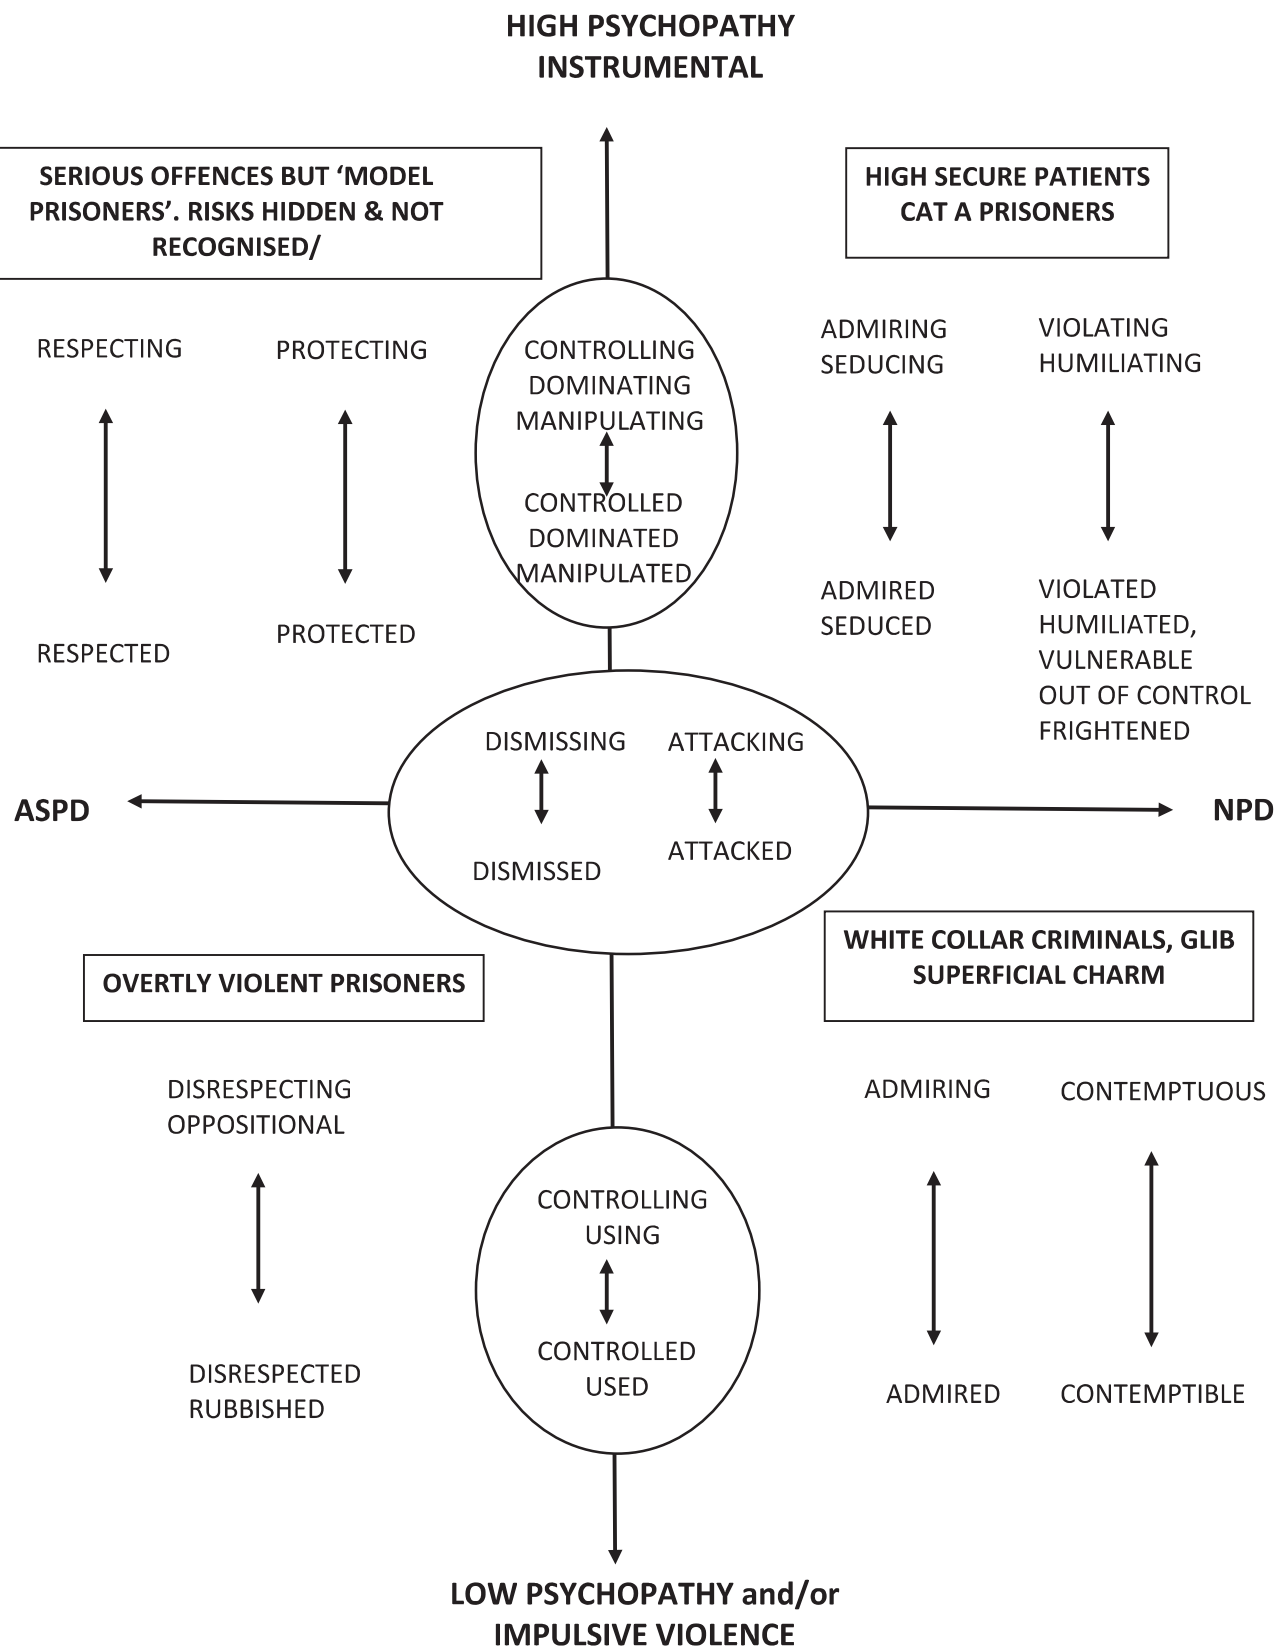 HIGH PSYCHOPATHY
INSTRUMENTAL
SERIOUS OFFENCES BUT ‘MODEL
PRISONERS’. RISKS HIDDEN & NOT
RECOGNISED/
HIGH SECURE PATIENTS
CAT A PRISONERS
RESPECTING
RESPECTED
PROTECTING
PROTECTED
CONTROLLING
DOMINATING
MANIPULATING
CONTROLLED
DOMINATED
MANIPULATED
ADMIRING
SEDUCING
ADMIRED
SEDUCED
VIOLATING
HUMILIATING
VIOLATED
HUMILIATED,
VULNERABLE
OUT OF CONTROL
FRIGHTENED
ASPD
DISMISSING
DISMISSED
ATTACKING
ATTACKED
NPD
OVERTLY VIOLENT PRISONERS
WHITE COLLAR CRIMINALS, GLIB
SUPERFICIAL CHARM
DISRESPECTING
OPPOSITIONAL
DISRESPECTED
RUBBISHED
CONTROLLING
USING
CONTROLLED
USED
ADMIRING
ADMIRED
CONTEMPTUOUS
CONTEMPTIBLE
LOW PSYCHOPATHY and/or
IMPULSIVE VIOLENCE